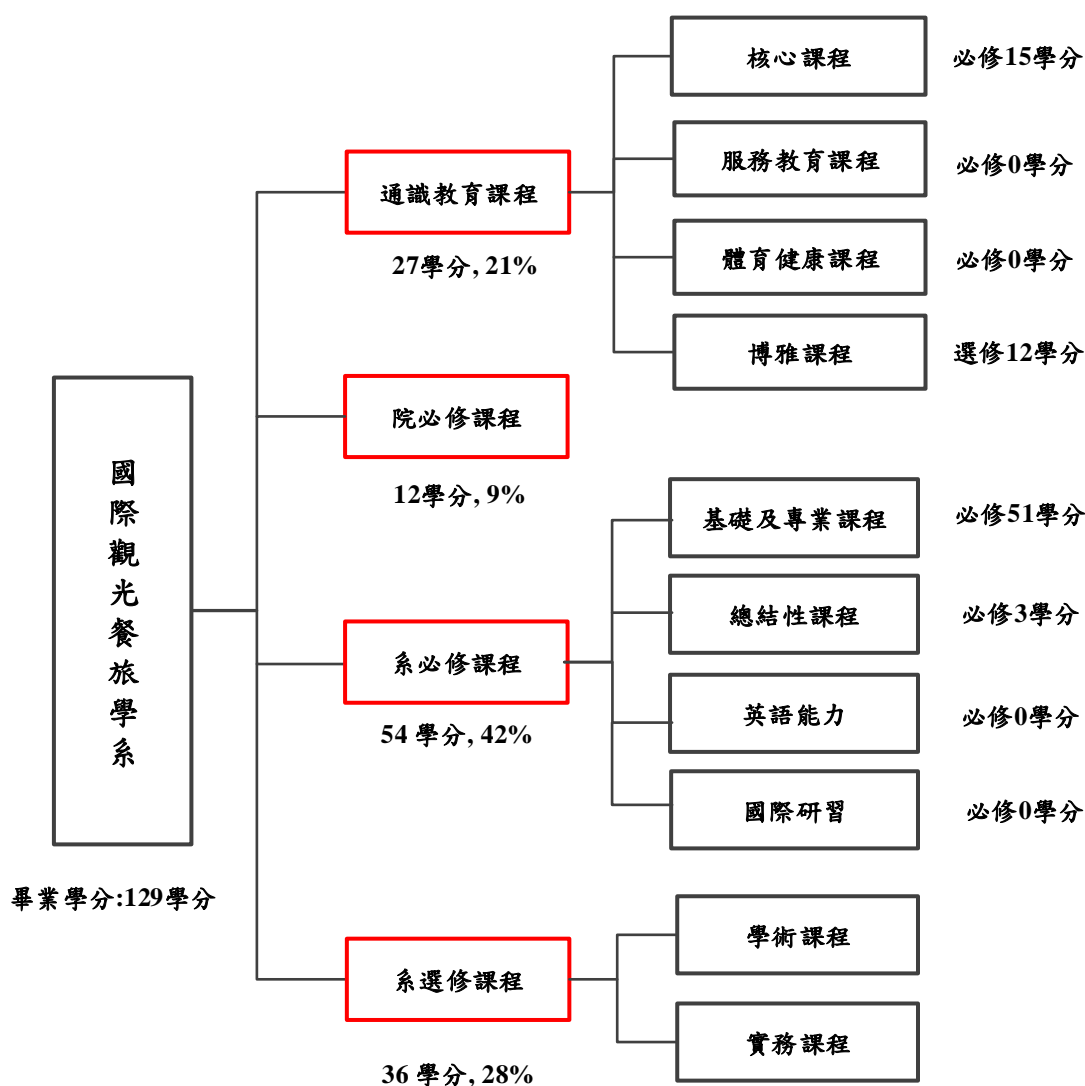 國際觀光餐旅學系
畢業學分:129學分
通識教育課程
27學分, 21%
核心課程
必修15學分
服務教育課程
必修0學分
體育健康課程
必修0學分
博雅課程
選修12學分
院必修課程
12學分, 9%
系必修課程
54 學分, 42%
基礎及專業課程
必修51學分
總結性課程
必修3學分
英語能力
必修0學分
國際研習
必修0學分
系選修課程
36 學分, 28%
學術課程
實務課程